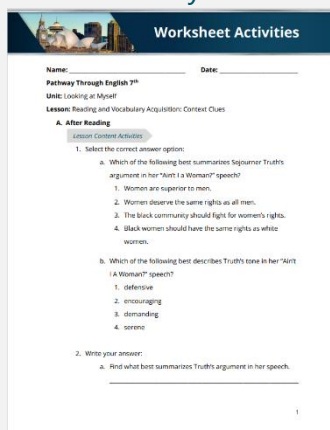 Worksheet Activities
Name: ____________________ Date: ____________________
Pathway Through English 7th
Unit: Looking at Myself
Lesson: Reading and Vocabulary Acquisition: Context Clues
A. After Reading
Lesson Content Activities
1. Select the correct answer option:
a. Which of the following best summarizes Sojourner Truth's
argument in her "Ain't I a Woman?" speech?
1. Women are superior to men.
2. Women deserve the same rights as all men.
3. The black community should fight for women's rights.
4. Black women should have the same rights as white
women.
b. Which of the following best describes Truth's tone in her "Ain't
I A Woman?" speech?
1. defensive
2. encouraging
3. demanding
4. serene
2. Write your answer:
a. Find what best summarizes Truth's argument in her speech.
____________________
1